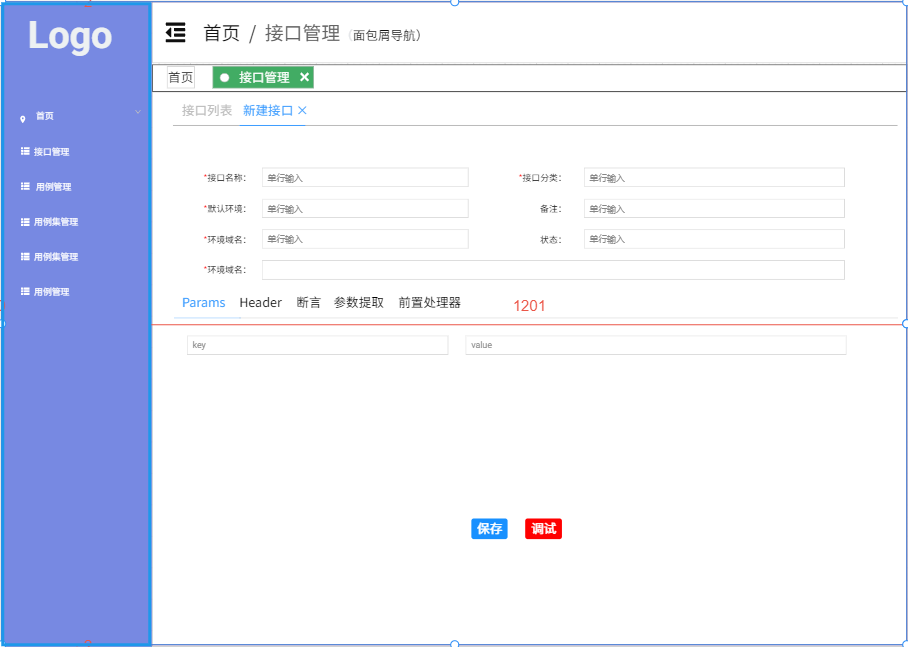 Logo
首页
接口管理
用例管理
用例集管理
用例集管理
用例管理
首页 / 接口管理 (面包屑导航)
首页 接口管理 ×
接口列表 新建接口 ×
*接口名称: 单行输入 *接口分类: 单行输入
*默认环境: 单行输入 备注: 单行输入
*环境域名: 单行输入 状态: 单行输入
*环境域名:
Params Header 断言 参数提取 前置处理器 1201
key value
保存 调试